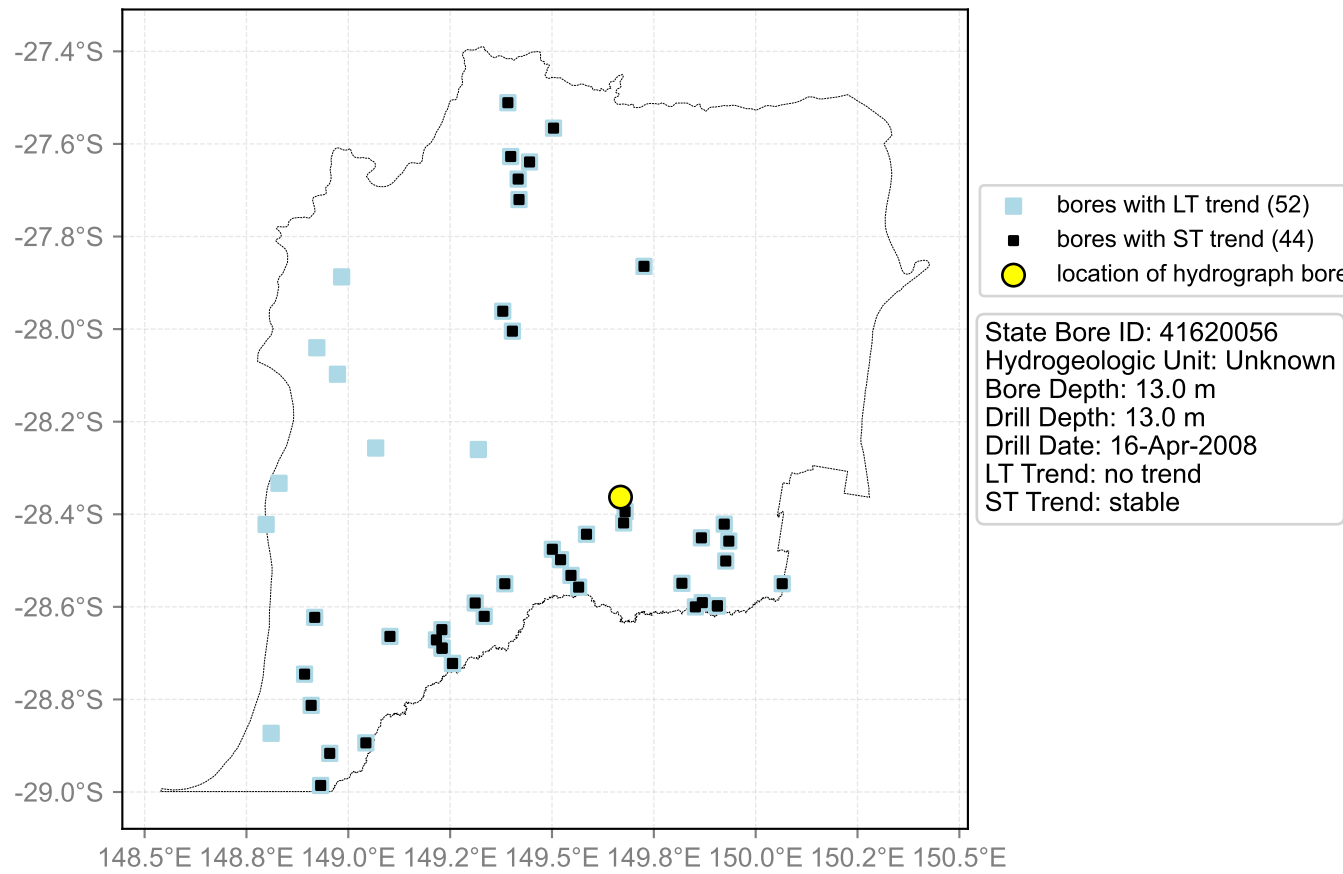 -27.4°S
-27.6°S
-27.8°S
-28.0°S
-28.2°S
-28.4°S
-28.6°S
-28.8°S
-29.0°S
148.5°E 148.8°E 149.0°E 149.2°E 149.5°E 149.8°E 150.0°E 150.2°E 150.5°E
bores with LT trend (52)
bores with ST trend (44)
location of hydrograph bore
State Bore ID: 41620056
Hydrogeologic Unit: Unknown
Bore Depth: 13.0 m
Drill Depth: 13.0 m
Drill Date: 16-Apr-2008
LT Trend: no trend
ST Trend: stable